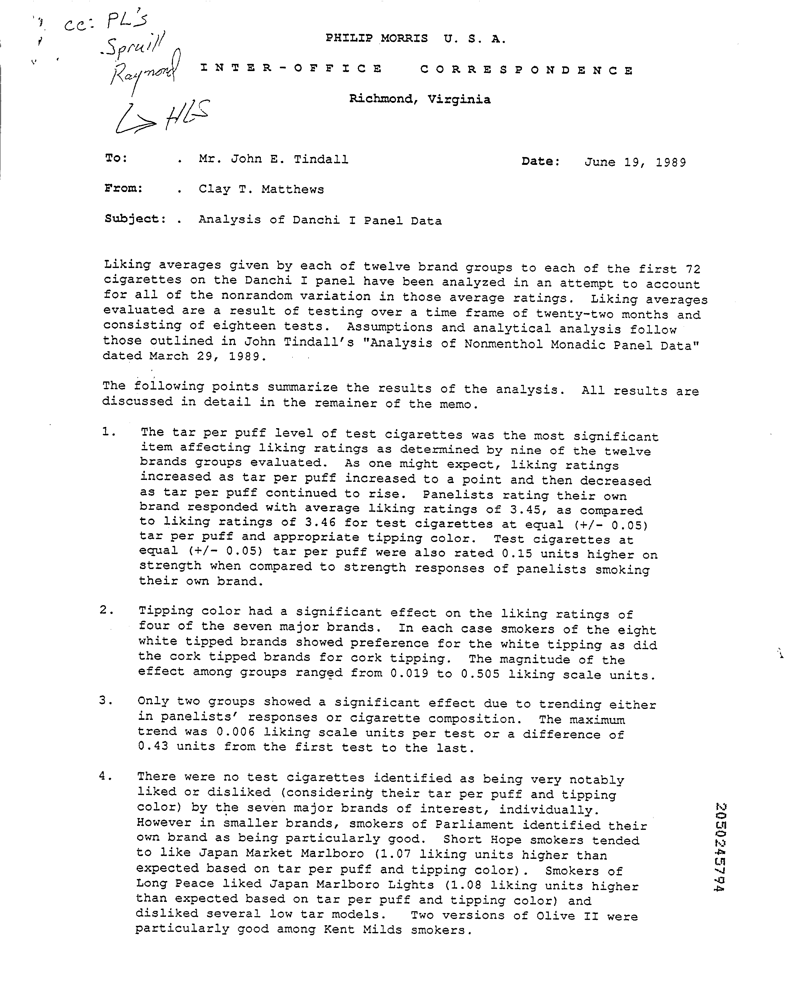 cc: PL's
Spruill
Raymond
HLS
PHILIP MORRIS U. S. A.
INTER-OFFICE CORRESPONDENCE
Richmond, Virginia
To: . Mr. John E. Tindall Date: June 19, 1989
From: . Clay T. Matthews
Subject: . Analysis of Danchi I Panel Data
Liking averages given by each of twelve brand groups to each of the first 72
cigarettes on the Danchi I panel have been analyzed in an attempt to account
for all of the nonrandom variation in those average ratings. Liking averages
evaluated are a result of testing over a time frame of twenty-two months and
consisting of eighteen tests. Assumptions and analytical analysis follow
those outlined in John Tindall's "Analysis of Nonmenthol Monadic Panel Data"
dated March 29, 1989.
The following points summarize the results of the analysis. All results are
discussed in detail in the remainer of the memo.
1. The tar per puff level of test cigarettes was the most significant
item affecting liking ratings as determined by nine of the twelve
brands groups evaluated. As one might expect, liking ratings
increased as tar per puff increased to a point and then decreased
as tar per puff continued to rise. Panelists rating their own
brand responded with average liking ratings of 3.45, as compared
to liking ratings of 3.46 for test cigarettes at equal (+/- 0.05)
tar per puff and appropriate tipping color. Test cigarettes at
equal (+/- 0.05) tar per puff were also rated 0.15 units higher on
strength when compared to strength responses of panelists smoking
their own brand.
2. Tipping color had a significant effect on the liking ratings of
four of the seven major brands. In each case smokers of the eight
white tipped brands showed preference for the white tipping as did
the cork tipped brands for cork tipping. The magnitude of the
effect among groups ranged from 0.019 to 0.505 liking scale units.
3. Only two groups showed a significant effect due to trending either
in panelists' responses or cigarette composition. The maximum
trend was 0.006 liking scale units per test or a difference of
0.43 units from the first test to the last.
4. There were no test cigarettes identified as being very notably
liked or disliked (considering their tar per puff and tipping
color) by the seven major brands of interest, individually.
However in smaller brands, smokers of Parliament identified their
own brand as being particularly good. Short Hope smokers tended
to like Japan Market Marlboro (1.07 liking units higher than
expected based on tar per puff and tipping color). Smokers of
Long Peace liked Japan Marlboro Lights (1.08 liking units higher
than expected based on tar per puff and tipping color) and
disliked several low tar models. Two versions of Olive II were
particularly good among Kent Milds smokers.
2050245794